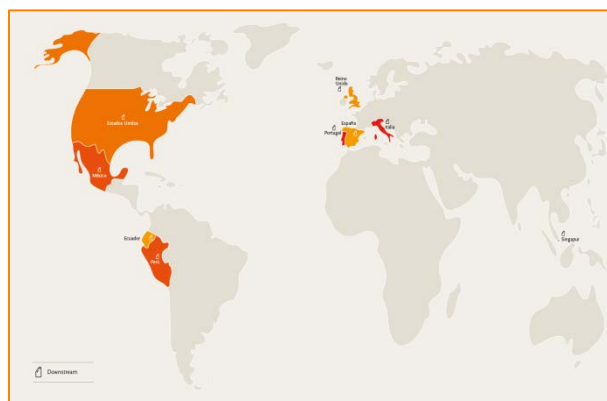 Reino
Unido
Estados Unidos
España
Portugal
Italia
México
Ecuador
Perú
Singapur
Downstream